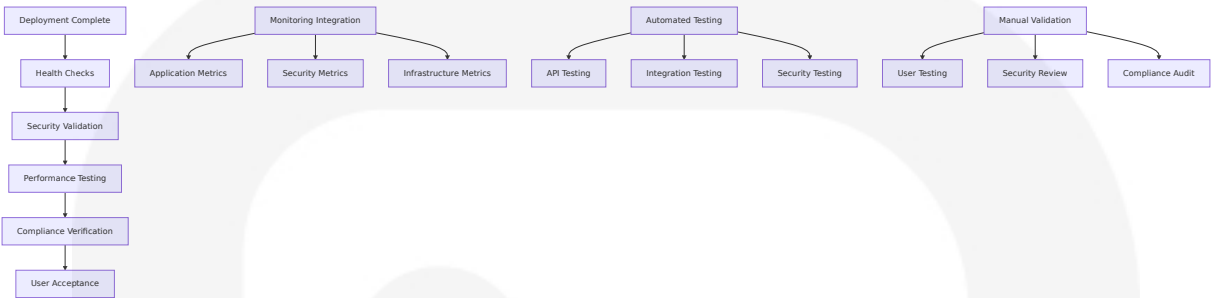 Deployment Complete
Health Checks
Security Validation
Performance Testing
Compliance Verification
User Acceptance
Monitoring Integration
Application Metrics
Security Metrics
Infrastructure Metrics
Automated Testing
API Testing
Integration Testing
Security Testing
Manual Validation
User Testing
Security Review
Compliance Audit